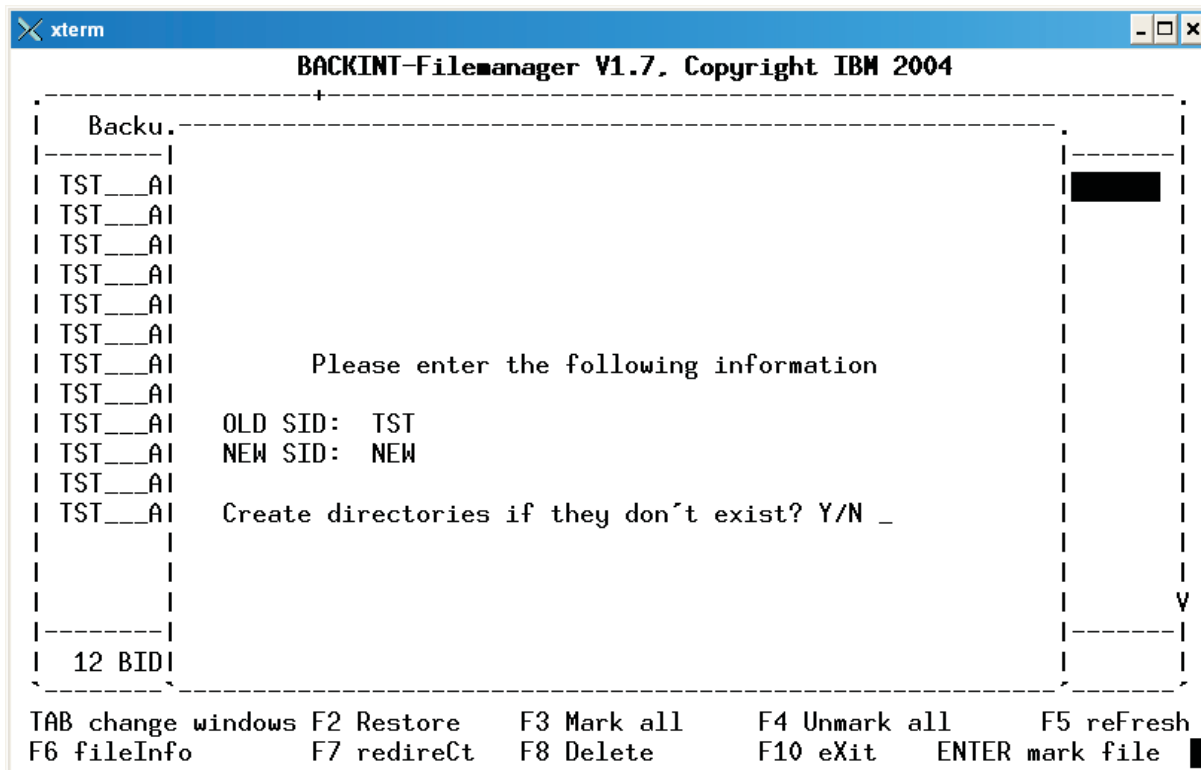 xterm
BACKINT-Filemanager V1.7, Copyright IBM 2004
Backu.
TST___A
TST___A
TST___A
TST___A
TST___A
TST___A
TST___A Please enter the following information
TST___A
TST___A OLD SID: TST
TST___A NEW SID: NEW
TST___A
TST___A Create directories if they don´t exist? Y/N _
V
12 BID
TAB change windows F2 Restore F3 Mark all F4 Unmark all F5 reFresh
F6 fileInfo F7 redireCt F8 Delete F10 eXit ENTER mark file